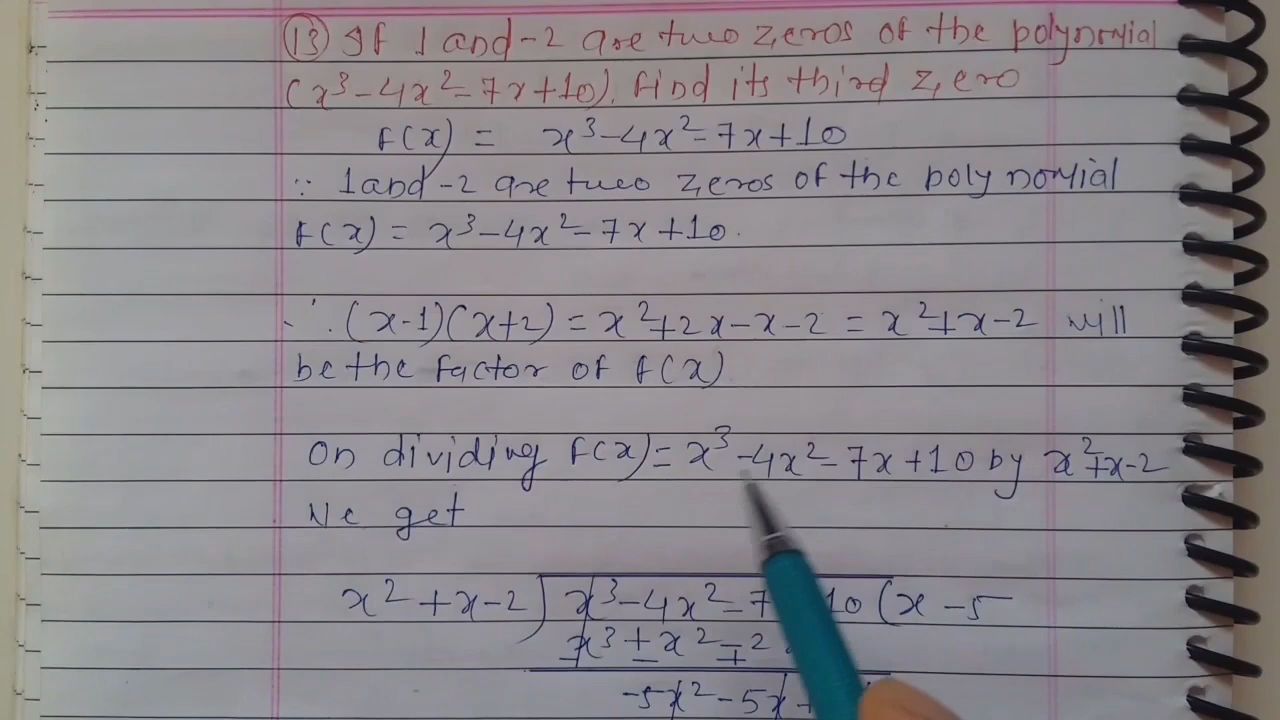 (13) If 1 and -2 are two zeros of the polynomial
(x³-4x²-7x+10). Find its third zero
f(x) = x³-4x²-7x+10
∵ 1 and -2 are two zeros of the polynomial
f(x) = x³-4x²-7x+10.
∴ (x-1)(x+2) = x²+2x-x-2 = x²+x-2 will
be the factor of f(x)
On dividing f(x)= x³-4x²-7x+10 by x²+x-2
We get
x²+x-2) x³-4x²-7 10 (x-5
x³+x²-2
-5x²-5x+